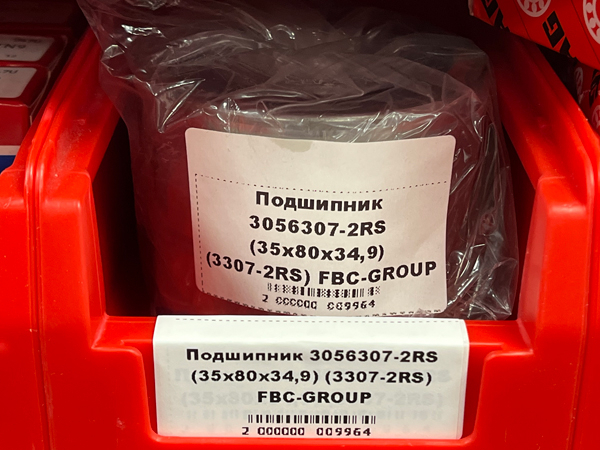 Подшипник
3056307-2RS
(35x80x34,9)
(3307-2RS) FBC-GROUP
2 000000 009964
Подшипник 3056307-2RS
(35x80x34,9) (3307-2RS)
FBC-GROUP
2 000000 009964